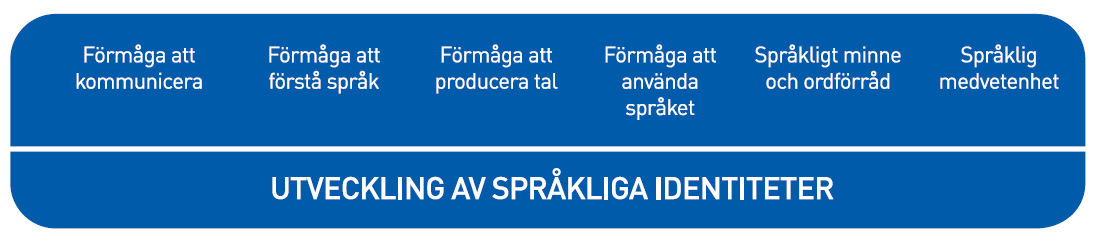 Förmåga att
kommunicera
Förmåga att
förstå språk
Förmåga att
producera tal
Förmåga att
använda
språket
Språkligt minne
och ordförråd
Språklig
medvetenhet
UTVECKLING AV SPRÅKLIGA IDENTITETER